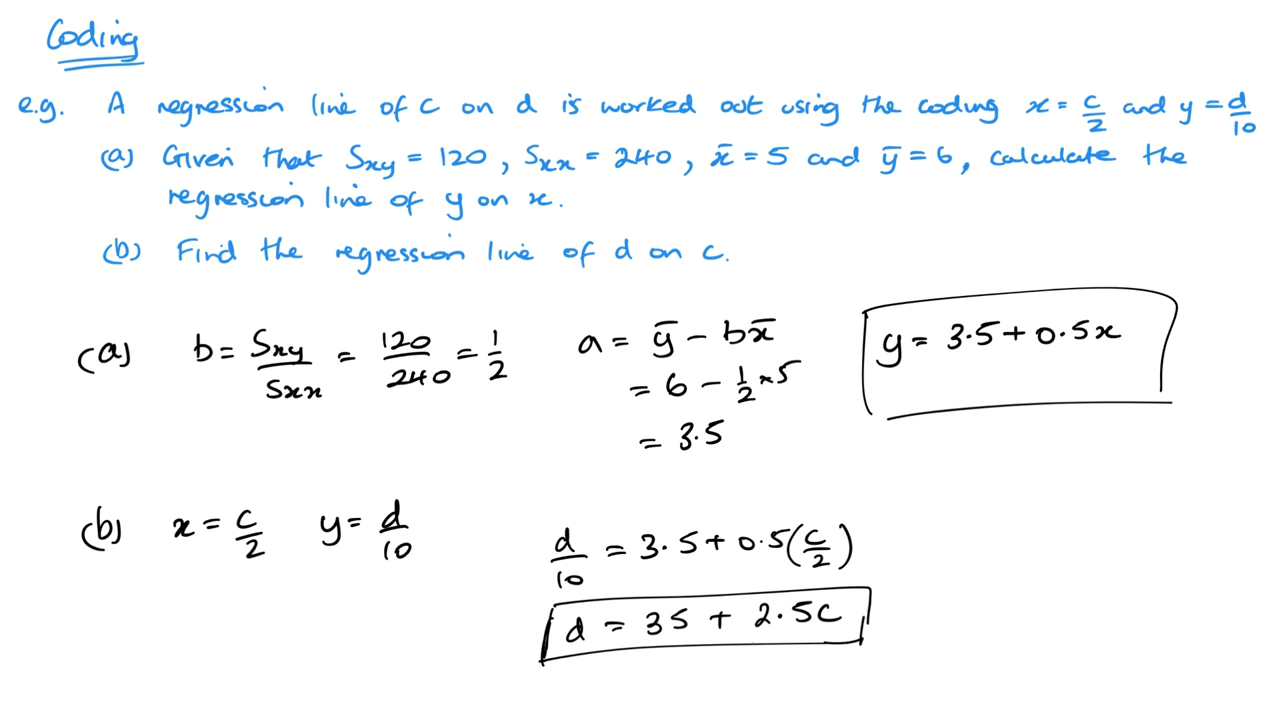 Coding
e.g. A regression line of c on d is worked out using the coding x = c/2 and y = d/10
(a) Given that Sxy = 120, Sxx = 240, x̄ = 5 and ȳ = 6, calculate the
regression line of y on x.
(b) Find the regression line of d on c.
(a) b = Sxy/Sxx = 120/240 = 1/2
a = ȳ - bx̄
= 6 - 1/2 × 5
= 3.5
y = 3.5 + 0.5x
(b) x = c/2 y = d/10
d/10 = 3.5 + 0.5(c/2)
d = 35 + 2.5c